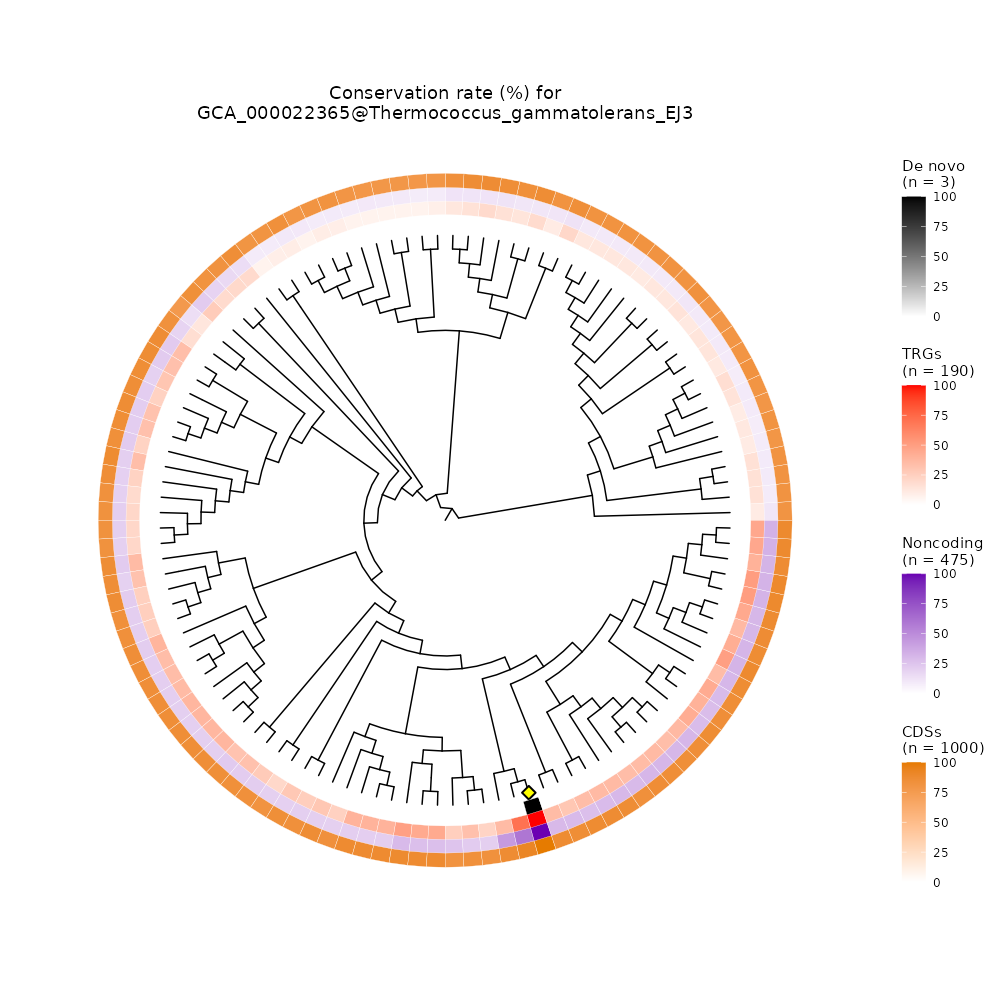 Conservation rate (%) for
GCA_000022365@Thermococcus_gammatolerans_EJ3
De novo
(n = 3)
100
75
50
25
0
TRGs
(n = 190)
100
75
50
25
0
Noncoding
(n = 475)
100
75
50
25
0
CDSs
(n = 1000)
100
75
50
25
0